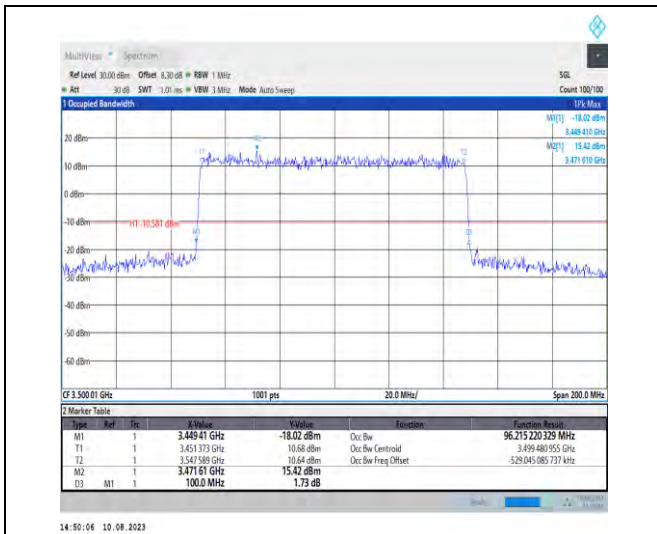 MultiView Spectrum
Ref Level 30.00 dBm Offset 8.30 dB RBW 1 MHz SGL
Att 30 dB SWT 1.01 ms VBW 3 MHz Mode Auto Sweep Count 100/100
1 Occupied Bandwidth 1Pk Max
M1[1] -18.02 dBm
3.449 410 GHz
M2[1] 15.42 dBm
3.471 610 GHz
20 dBm
10 dBm
0 dBm
-10 dBm
H1 -10.581 dBm
-20 dBm
-30 dBm
-40 dBm
-50 dBm
-60 dBm
T1
M1
CF 3.500 01 GHz 1001 pts 20.0 MHz/ Span 200.0 MHz
2 Marker Table
Type Ref Trc X-Value Y-Value Function Function Result
M1 1 3.449 41 GHz -18.02 dBm Occ Bw 96.215 220 329 MHz
T1 1 3.451 373 GHz 10.68 dBm Occ Bw Centroid 3.499 480 955 GHz
T2 1 3.547 589 GHz 10.64 dBm Occ Bw Freq Offset -529.045 085 737 kHz
M2 1 3.471 61 GHz 15.42 dBm
D3 M1 1 100.0 MHz 1.73 dB
14:50:06 10.08.2023